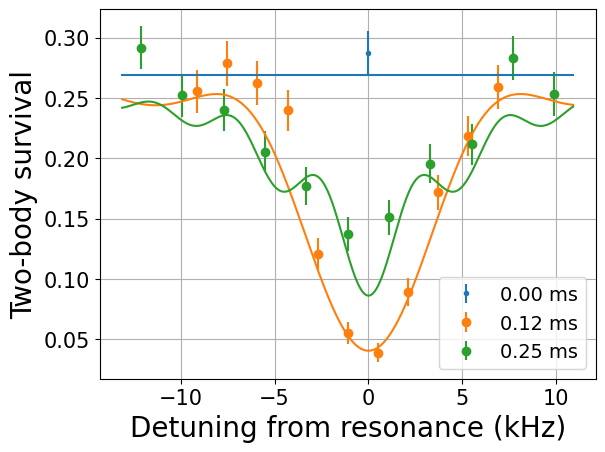 Two-body survival
0.30
0.25
0.20
0.15
0.10
0.05
−10
−5
0
5
10
Detuning from resonance (kHz)
0.00 ms
0.12 ms
0.25 ms